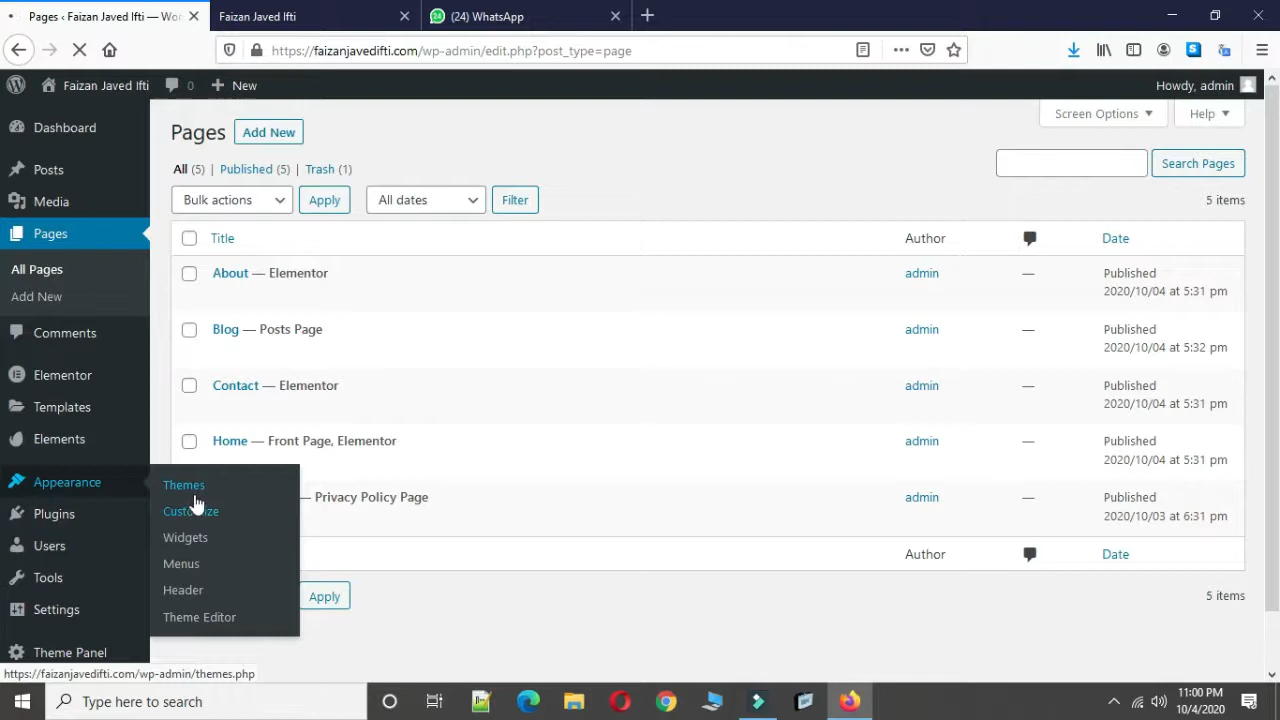 Pages ‹ Faizan Javed Ifti — Wor
Faizan Javed Ifti
(24) WhatsApp
https://faizanjavedifti.com/wp-admin/edit.php?post_type=page
Faizan Javed Ifti
0
New
Howdy, admin
Dashboard
Posts
Media
Pages
All Pages
Add New
Comments
Elementor
Templates
Elements
Appearance
Plugins
Users
Tools
Settings
Theme Panel
Themes
Customize
Widgets
Menus
Header
Theme Editor
Pages
Add New
Screen Options
Help
All (5) | Published (5) | Trash (1)
Search Pages
Bulk actions
Apply
All dates
Filter
5 items
Title
Author
Date
About — Elementor
admin
—
Published
2020/10/04 at 5:31 pm
Blog — Posts Page
admin
—
Published
2020/10/04 at 5:32 pm
Contact — Elementor
admin
—
Published
2020/10/04 at 5:31 pm
Home — Front Page, Elementor
admin
—
Published
2020/10/04 at 5:31 pm
— Privacy Policy Page
admin
—
Published
2020/10/03 at 6:31 pm
Author
Date
Apply
5 items
https://faizanjavedifti.com/wp-admin/themes.php
Type here to search
11:00 PM
10/4/2020